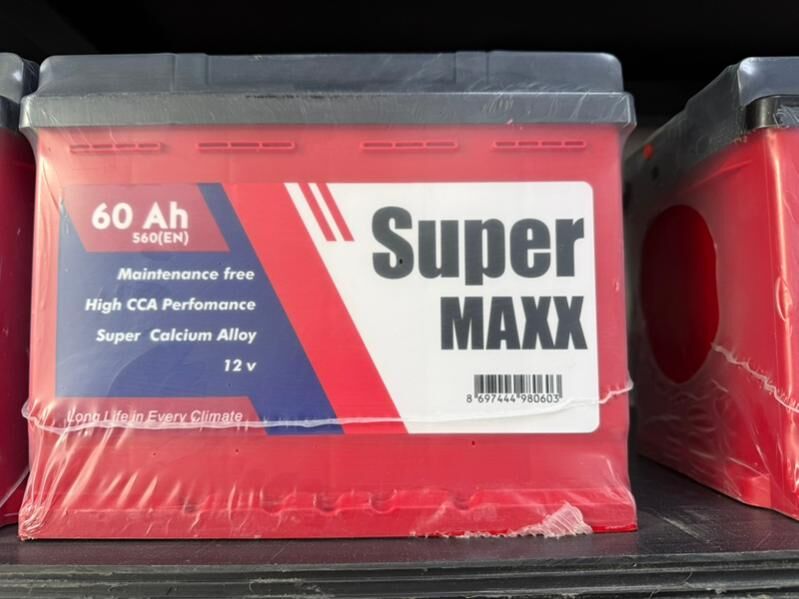 60 Ah
560(EN)
Maintenance free
High CCA Perfomance
Super Calcium Alloy
12 v
Long Life in Every Climate
Super
MAXX
8 697444 980603